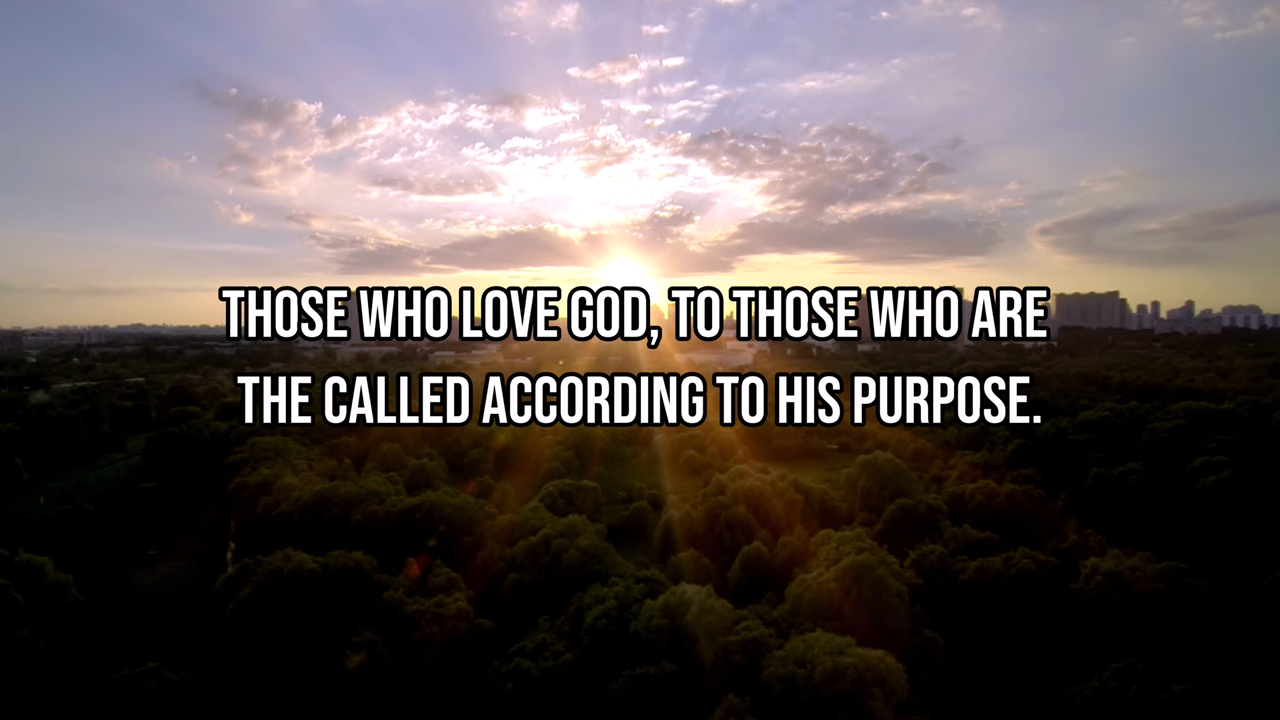 THOSE WHO LOVE GOD, TO THOSE WHO ARE
THE CALLED ACCORDING TO HIS PURPOSE.